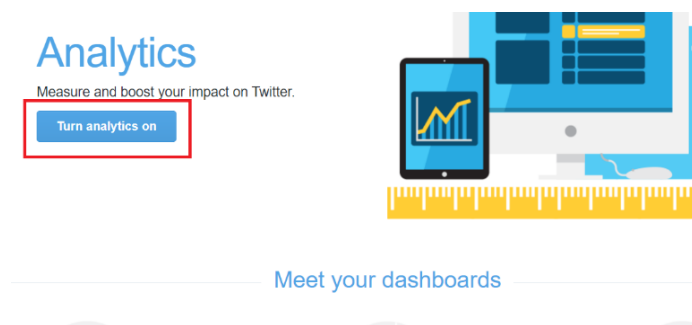 Analytics
Measure and boost your impact on Twitter.
Turn analytics on
Meet your dashboards